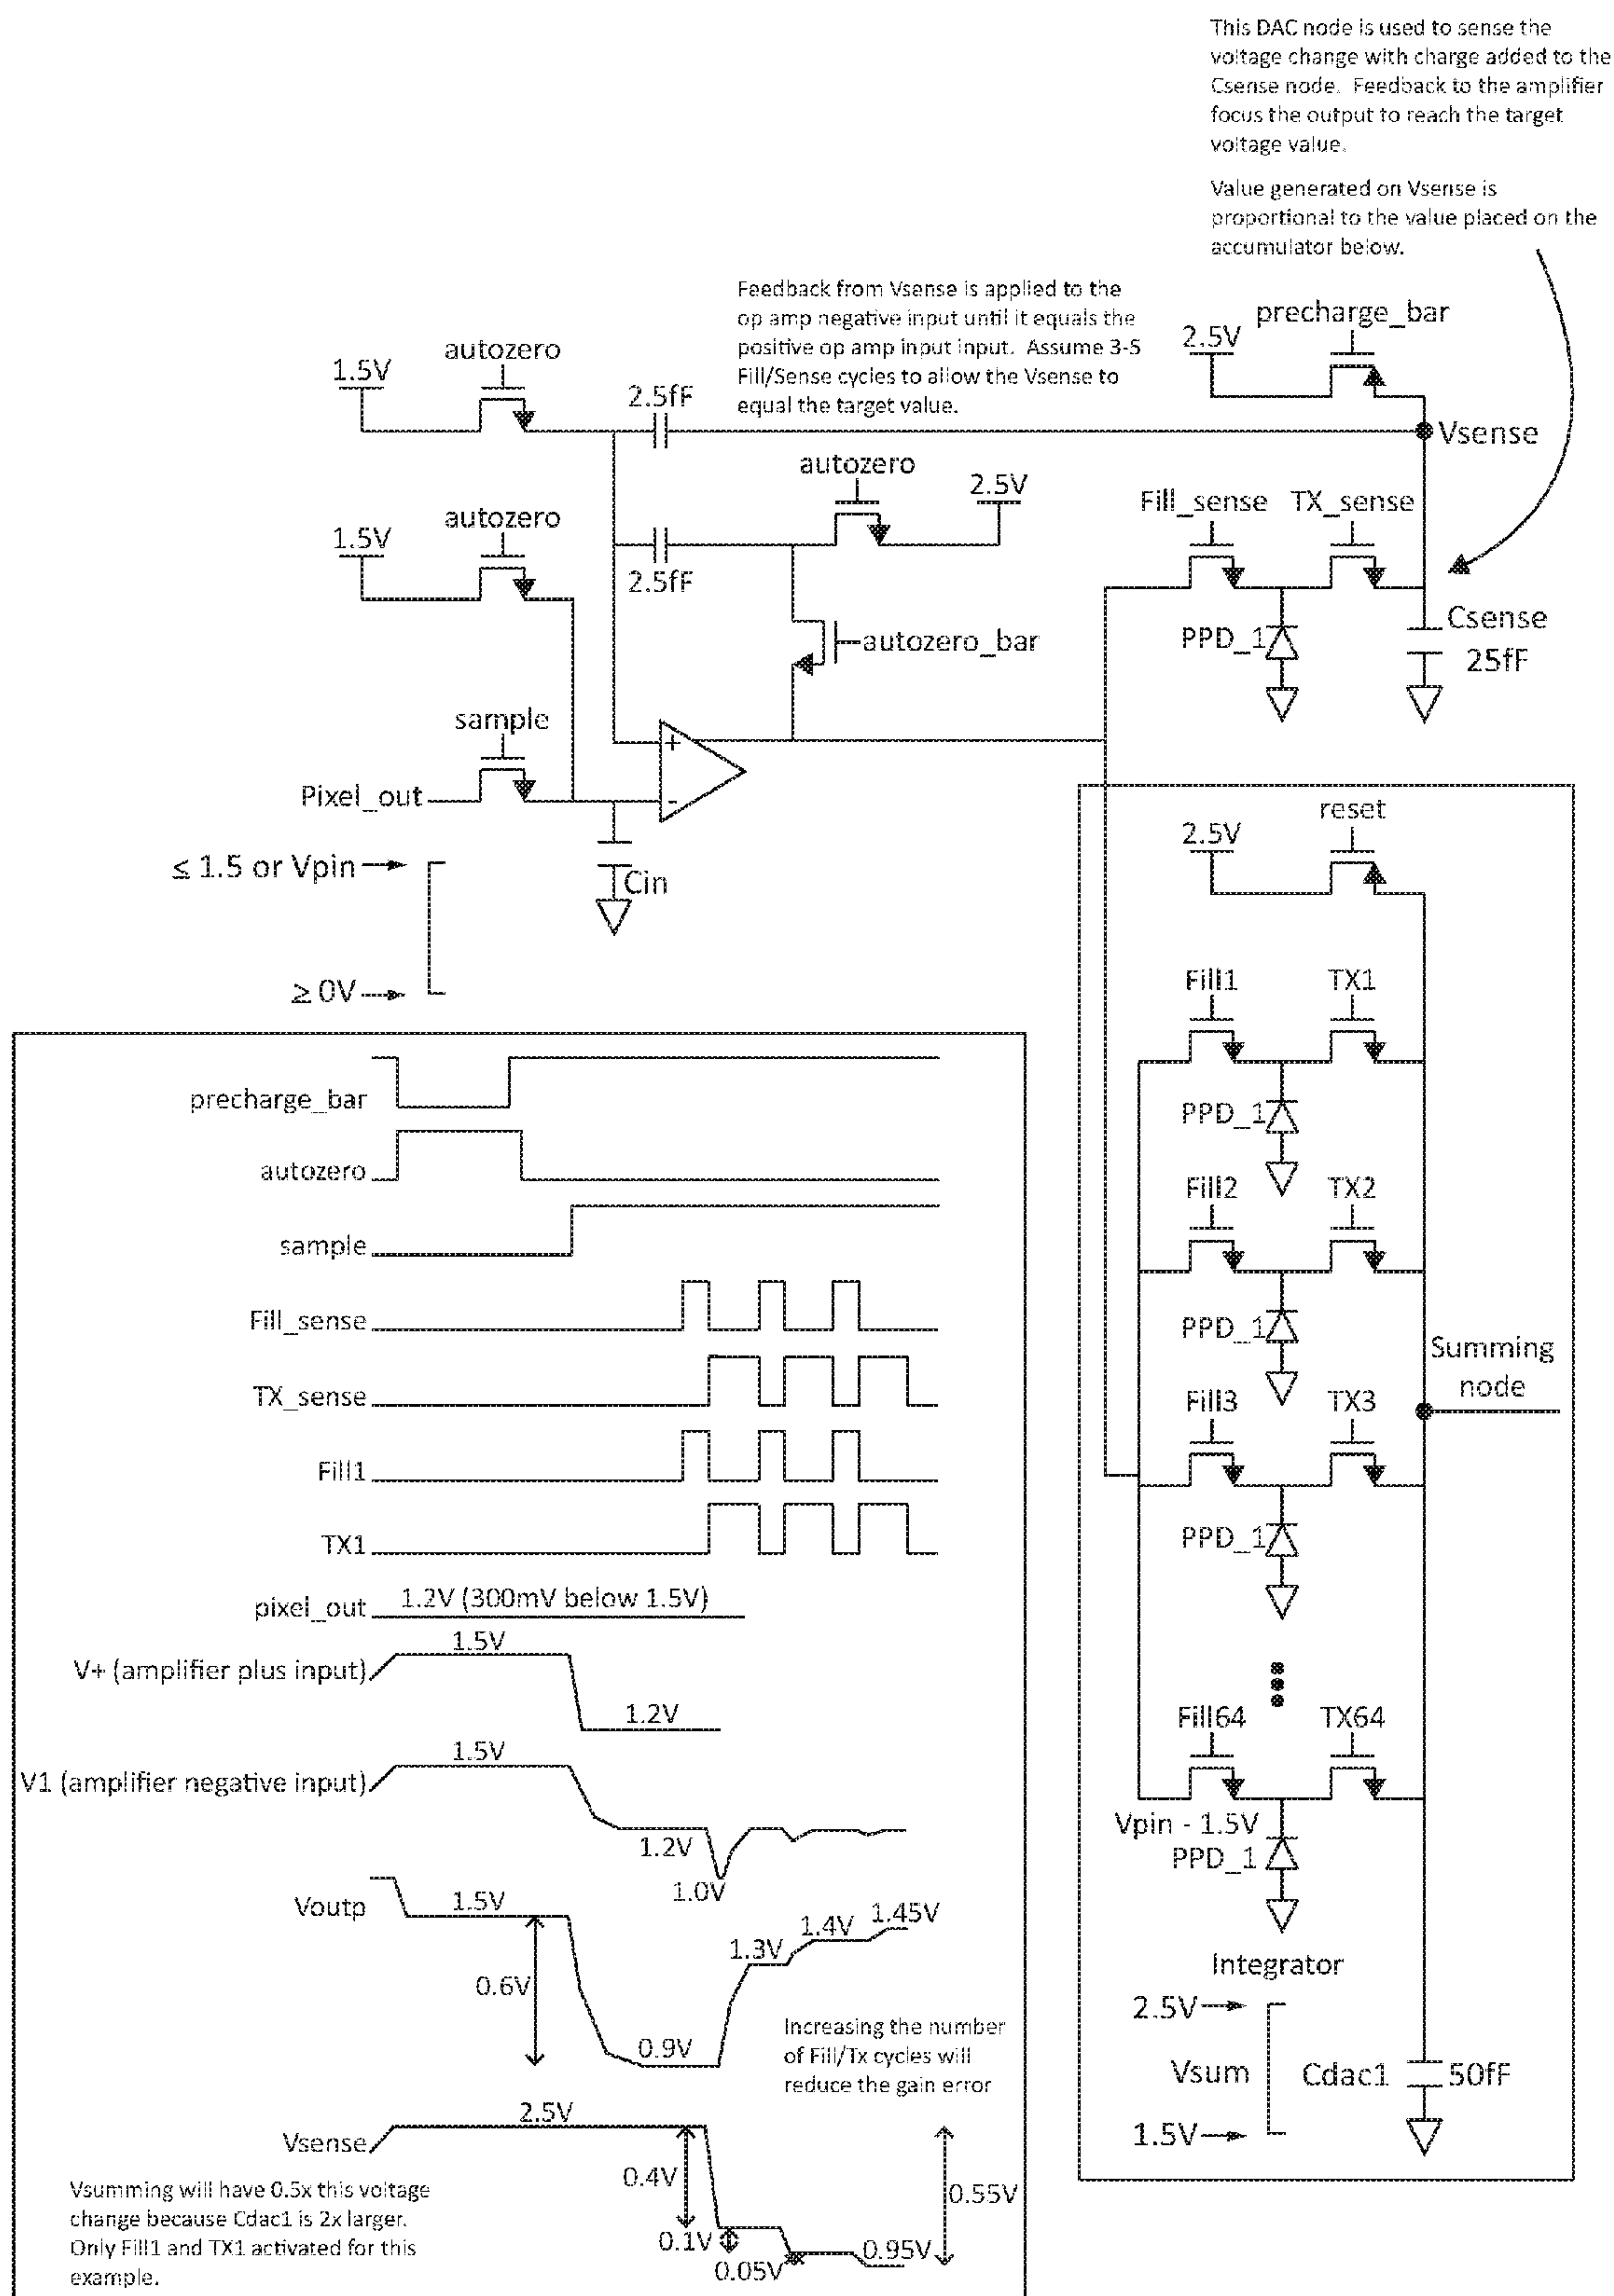 This DAC node is used to sense the
voltage change with charge added to the
Csense node. Feedback to the amplifier
focus the output to reach the target
voltage value.
Value generated on Vsense is
proportional to the value placed on the
accumulator below.
Feedback from Vsense is applied to the
op amp negative input until it equals the
positive op amp input input. Assume 3-5
Fill/Sense cycles to allow the Vsense to
equal the target value.
precharge_bar
2.5V
Vsense
autozero
1.5V
2.5fF
autozero
2.5V
Fill_sense
TX_sense
autozero
1.5V
2.5fF
autozero_bar
PPD_1
Csense
25fF
sample
Pixel_out
+
-
Cin
≤ 1.5 or Vpin
≥ 0V
reset
2.5V
Fill1
TX1
PPD_1
Fill2
TX2
PPD_1
Summing
node
Fill3
TX3
PPD_1
Fill64
TX64
Vpin - 1.5V
PPD_1
Integrator
2.5V
Vsum
1.5V
Cdac1
50fF
precharge_bar
autozero
sample
Fill_sense
TX_sense
Fill1
TX1
pixel_out
1.2V (300mV below 1.5V)
V+ (amplifier plus input)
1.5V
1.2V
V1 (amplifier negative input)
1.5V
1.2V
1.0V
Voutp
1.5V
0.6V
0.9V
1.3V
1.4V
1.45V
Increasing the number
of Fill/Tx cycles will
reduce the gain error
Vsense
2.5V
0.4V
0.1V
0.05V
0.95V
0.55V
Vsumming will have 0.5x this voltage
change because Cdac1 is 2x larger.
Only Fill1 and TX1 activated for this
example.